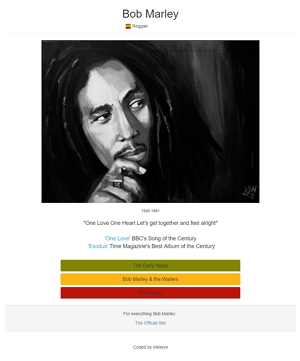 Bob Marley
Reggae
1945-1981
"One Love One Heart Let's get together and feel alright"
'One Love' BBC's Song of the Century
'Exodus' Time Magazine's Best Album of the Century
The Early Years
Bob Marley & the Wailers
For everything Bob Marley
The Official Site
Coded by Melwyn